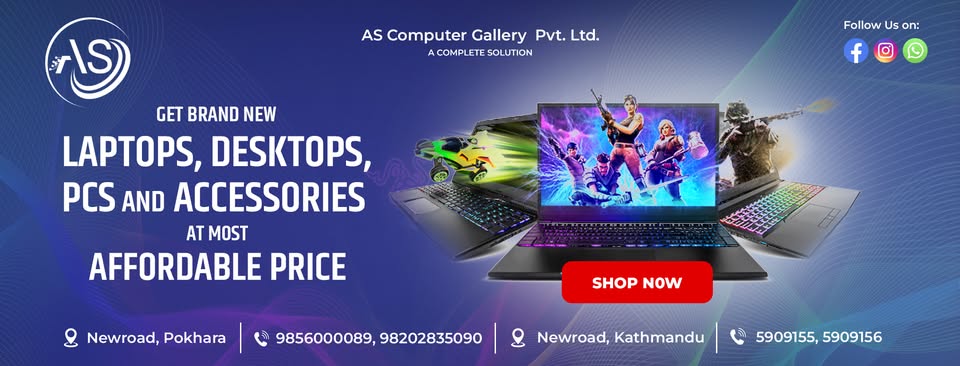 AS
AS Computer Gallery Pvt. Ltd.
A COMPLETE SOLUTION
Follow Us on:
GET BRAND NEW
LAPTOPS, DESKTOPS,
PCS AND ACCESSORIES
AT MOST
AFFORDABLE PRICE
SHOP N0W
Newroad, Pokhara
9856000089, 98202835090
Newroad, Kathmandu
5909155, 5909156